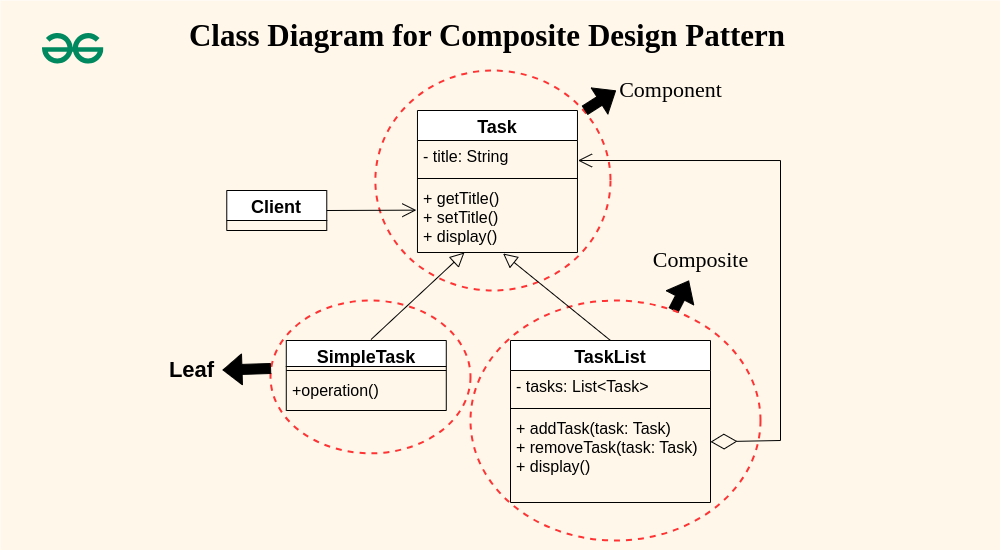 Class Diagram for Composite Design Pattern
Component
Task
- title: String
+ getTitle()
+ setTitle()
+ display()
Client
Composite
Leaf
SimpleTask
+operation()
TaskList
- tasks: List<Task>
+ addTask(task: Task)
+ removeTask(task: Task)
+ display()